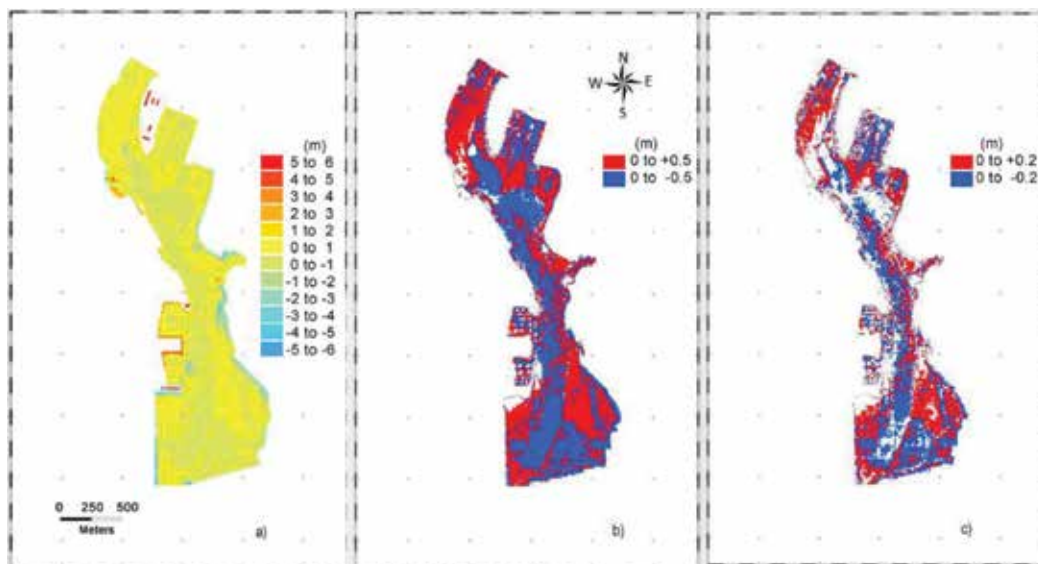 (m)
5 to 6
4 to 5
3 to 4
2 to 3
1 to 2
0 to 1
0 to -1
-1 to -2
-2 to -3
-3 to -4
-4 to -5
-5 to -6
0 250 500
Meters
a)
N
W E
S
(m)
0 to +0.5
0 to -0.5
b)
(m)
0 to +0.2
0 to -0.2
c)